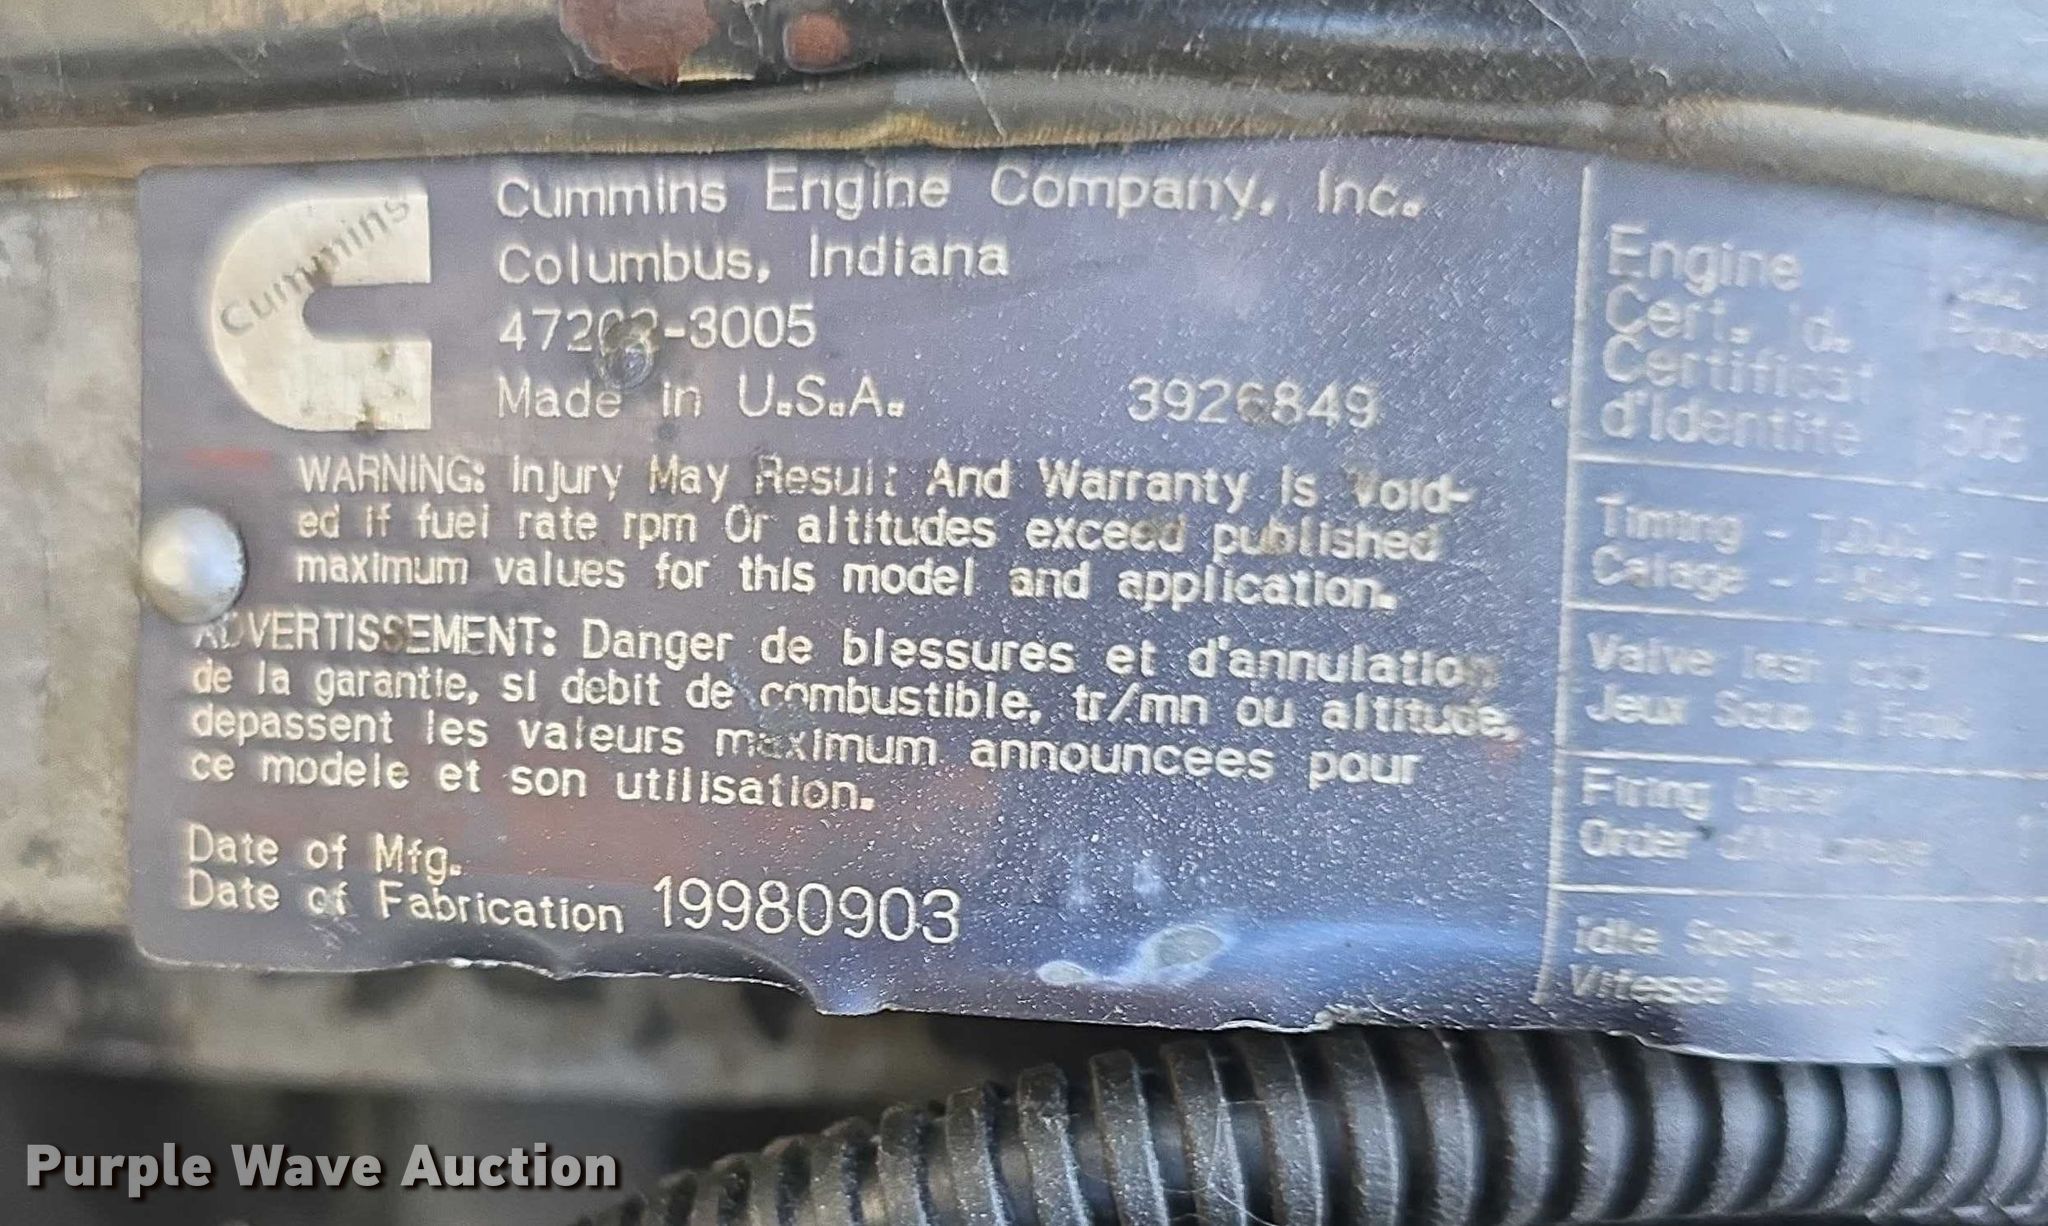 Cummins
Cummins Engine Company, Inc.
Columbus, Indiana
-3005
Made in U.S.A. 3926849
WARNING: Injury May Result And Warranty Is Void-
ed if fuel rate rpm Or altitudes exceed published
maximum values for this model and application.
ADVERTISSEMENT: Danger de blessures et d'annulation
de la garantie, si debit de combustible, tr/mn ou altitude,
depassent les valeurs maximum announcees pour
ce modele et son utilisation.
Date of Mfg.
Date of Fabrication 19980903
Engine
Cert. Id.
Certificat
d'Identite
Timing -
Calage -
Valve
Jeux
Firing Order
Order
Idle
Vitesse
Purple Wave Auction